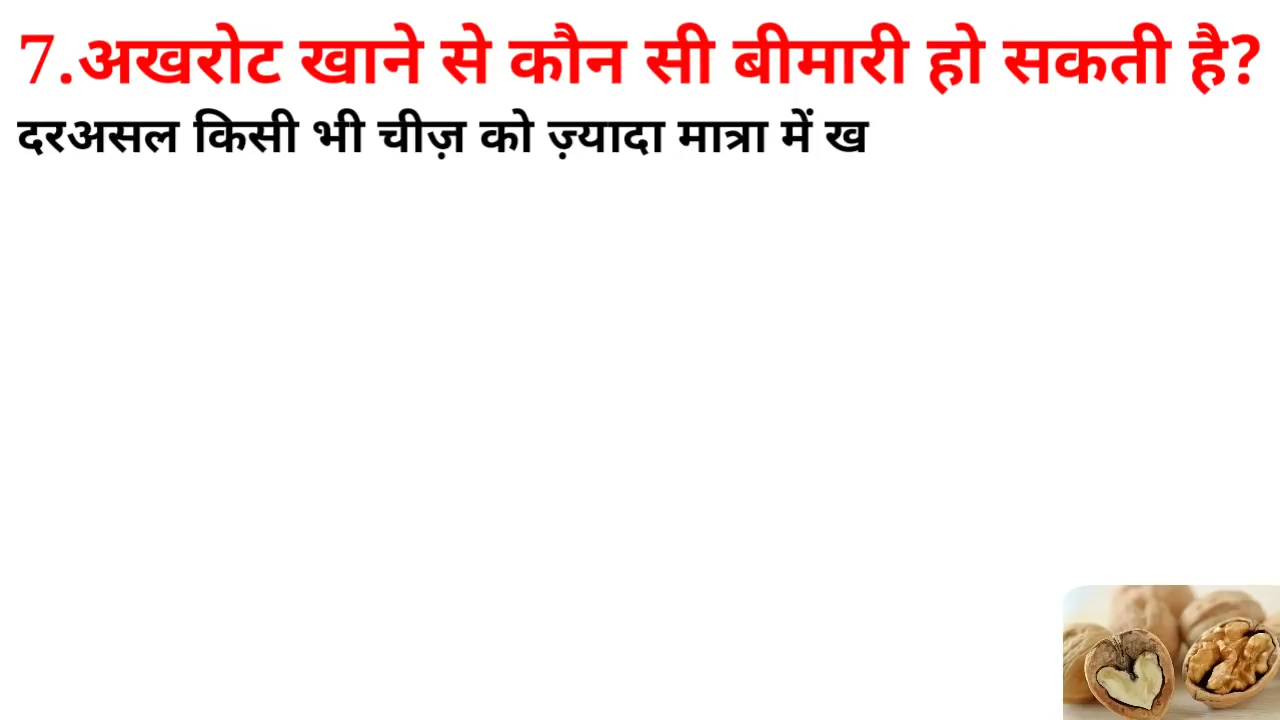 7.अखरोट खाने से कौन सी बीमारी हो सकती है?
दरअसल किसी भी चीज़ को ज़्यादा मात्रा में ख